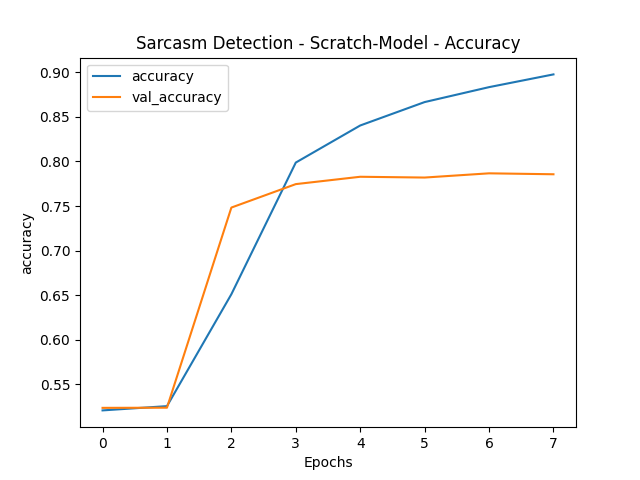 Sarcasm Detection - Scratch-Model - Accuracy
accuracy
val_accuracy
0.90
0.85
0.80
0.75
0.70
0.65
0.60
0.55
accuracy
0 1 2 3 4 5 6 7
Epochs